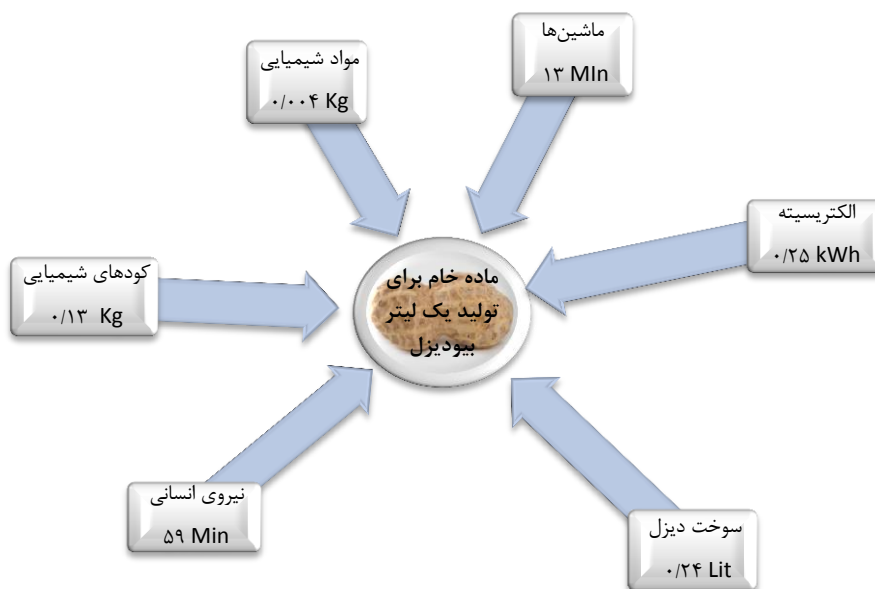 ماشین‌ها
۱۳ MIn
مواد شیمیایی
۰/۰۰۴ Kg
الکتریسیته
۰/۲۵ kWh
ماده خام برای
تولید یک لیتر
بیودیزل
کودهای شیمیایی
۰/۱۳ Kg
نیروی انسانی
۵۹ Min
سوخت دیزل
۰/۲۴ Lit